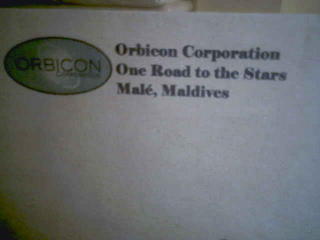 ORBICON
Orbicon Corporation
One Road to the Stars
Malé, Maldives